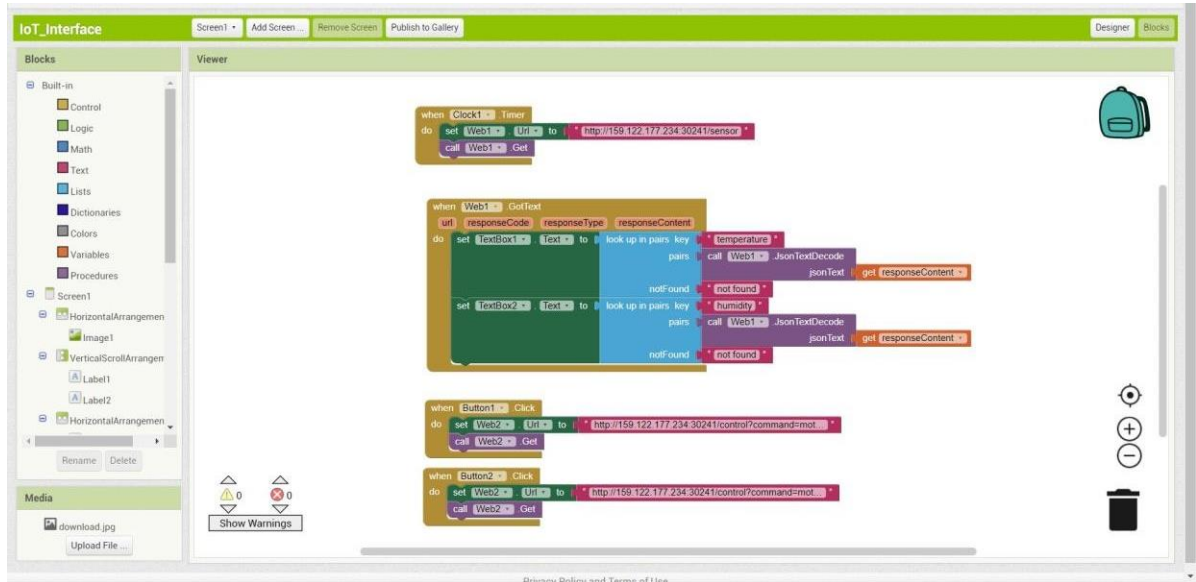 IoT_Interface Screen1 Add Screen ... Remove Screen Publish to Gallery Designer Blocks
Blocks
Built-in
Control
Logic
Math
Text
Lists
Dictionaries
Colors
Variables
Procedures
Screen1
HorizontalArrangemen
Image1
VerticalScrollArrangen
Label1
Label2
HorizontalArrangemen
Rename Delete
Media
download.jpg
Upload File ...
Viewer
when Clock1 .Timer
do set Web1 . Url to " http://159.122.177.234:30241/sensor "
call Web1 .Get
when Web1 .GotText
url responseCode responseType responseContent
do set TextBox1 . Text to look up in pairs key " temperature "
pairs call Web1 .JsonTextDecode
jsonText get responseContent
notFound " not found "
set TextBox2 . Text to look up in pairs key " humidity "
pairs call Web1 .JsonTextDecode
jsonText get responseContent
notFound " not found "
when Button1 .Click
do set Web2 . Url to " http://159.122.177.234:30241/control?command=mot... "
call Web2 .Get
when Button2 .Click
do set Web2 . Url to " http://159.122.177.234:30241/control?command=mot... "
call Web2 .Get
0 0
Show Warnings
Privacy Policy and Terms of Use